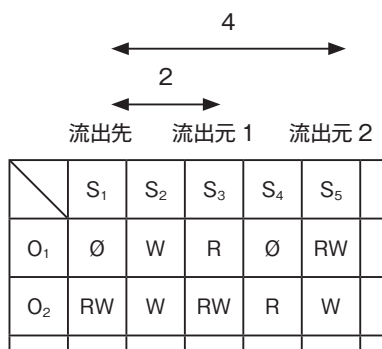 4
2
流出先 流出元 1 流出元 2
S₁ S₂ S₃ S₄ S₅
O₁ Ø W R Ø RW
O₂ RW W RW R W